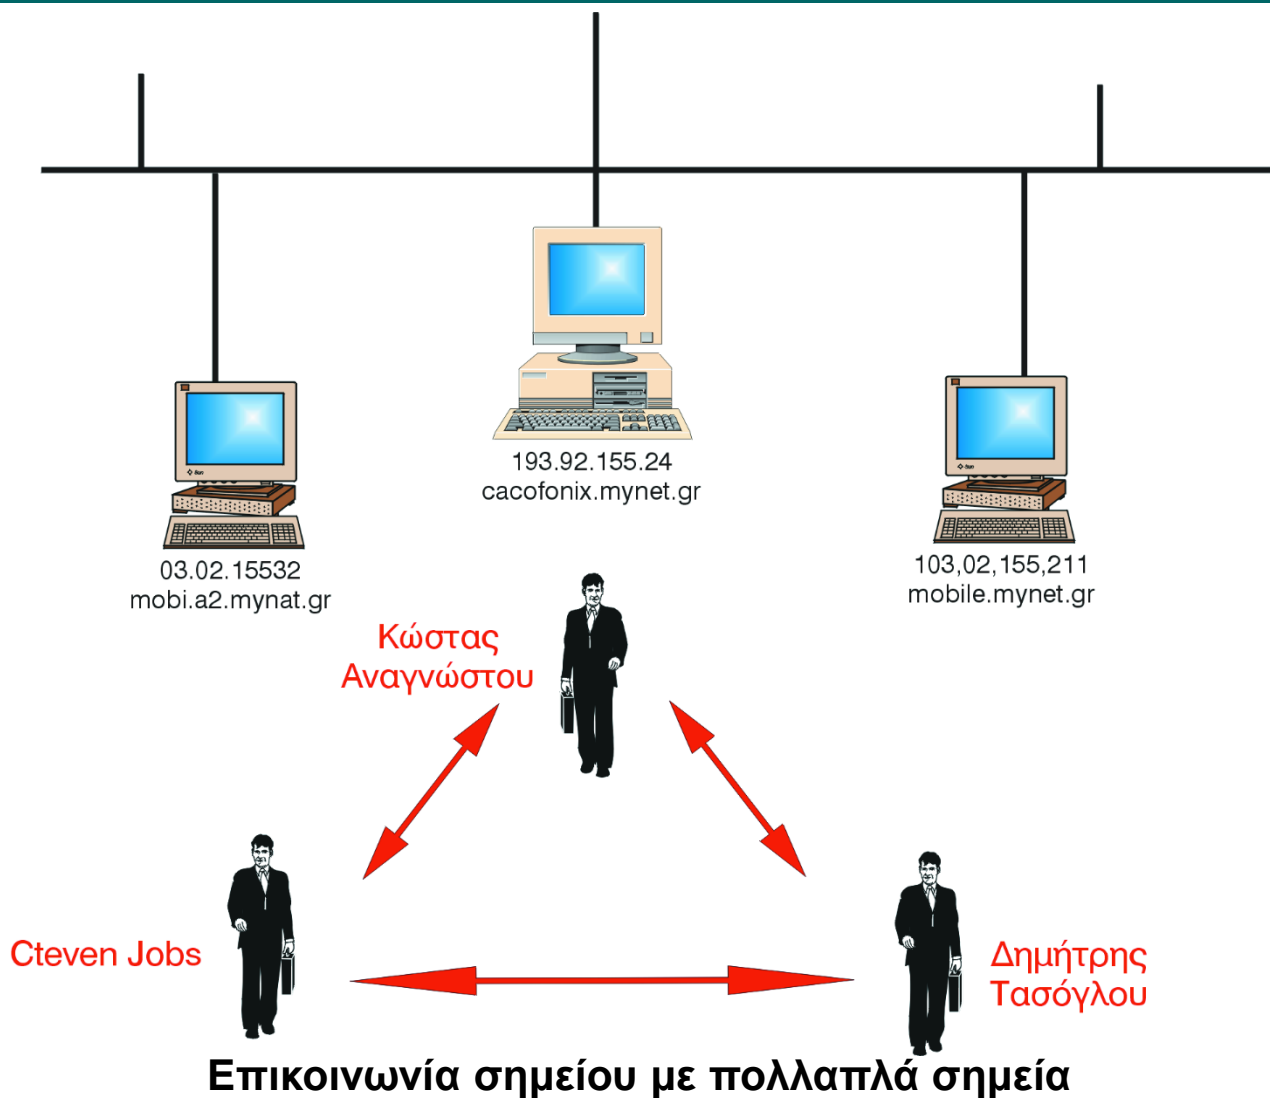 193.92.155.24
cacofonix.mynet.gr
03.02.15532
mobi.a2.mynat.gr
103,02,155,211
mobile.mynet.gr
Κώστας
Αναγνώστου
Cteven Jobs
Δημήτρης
Τασόγλου
Επικοινωνία σημείου με πολλαπλά σημεία